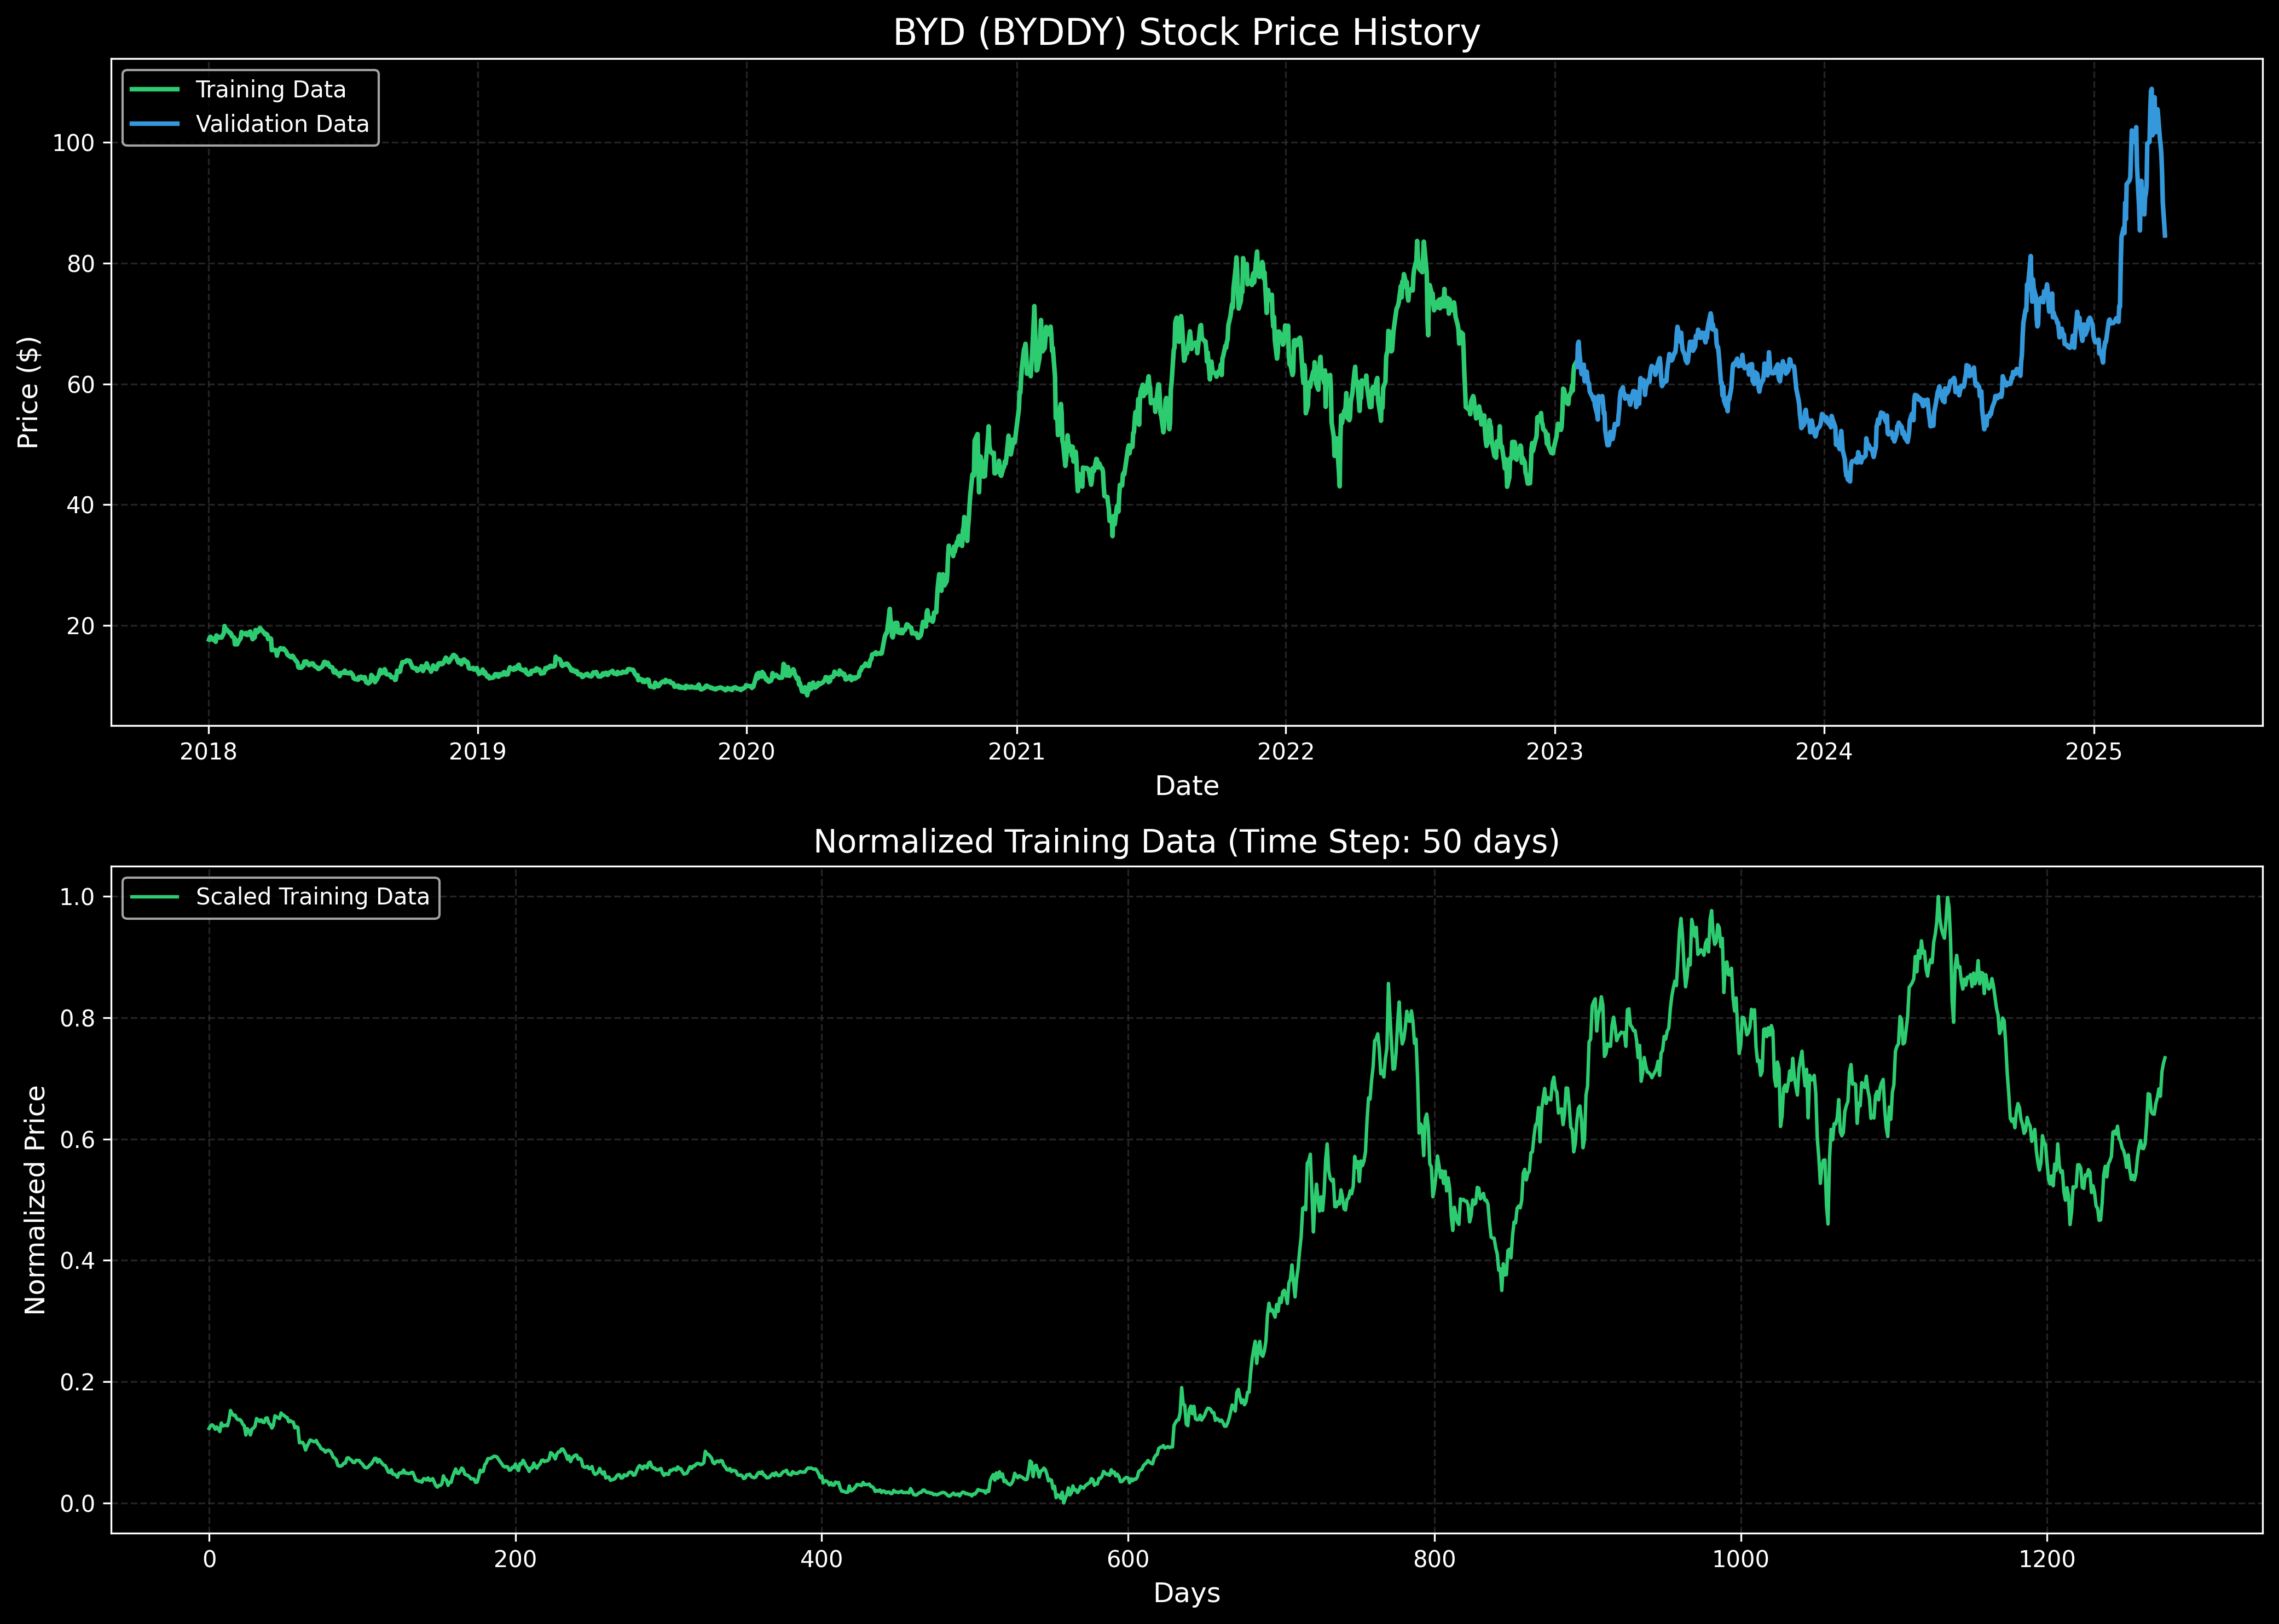 BYD (BYDDY) Stock Price History
Training Data
Validation Data
Price ($)
100
80
60
40
20
2018 2019 2020 2021 2022 2023 2024 2025
Date
Normalized Training Data (Time Step: 50 days)
Scaled Training Data
Normalized Price
1.0
0.8
0.6
0.4
0.2
0.0
0 200 400 600 800 1000 1200
Days